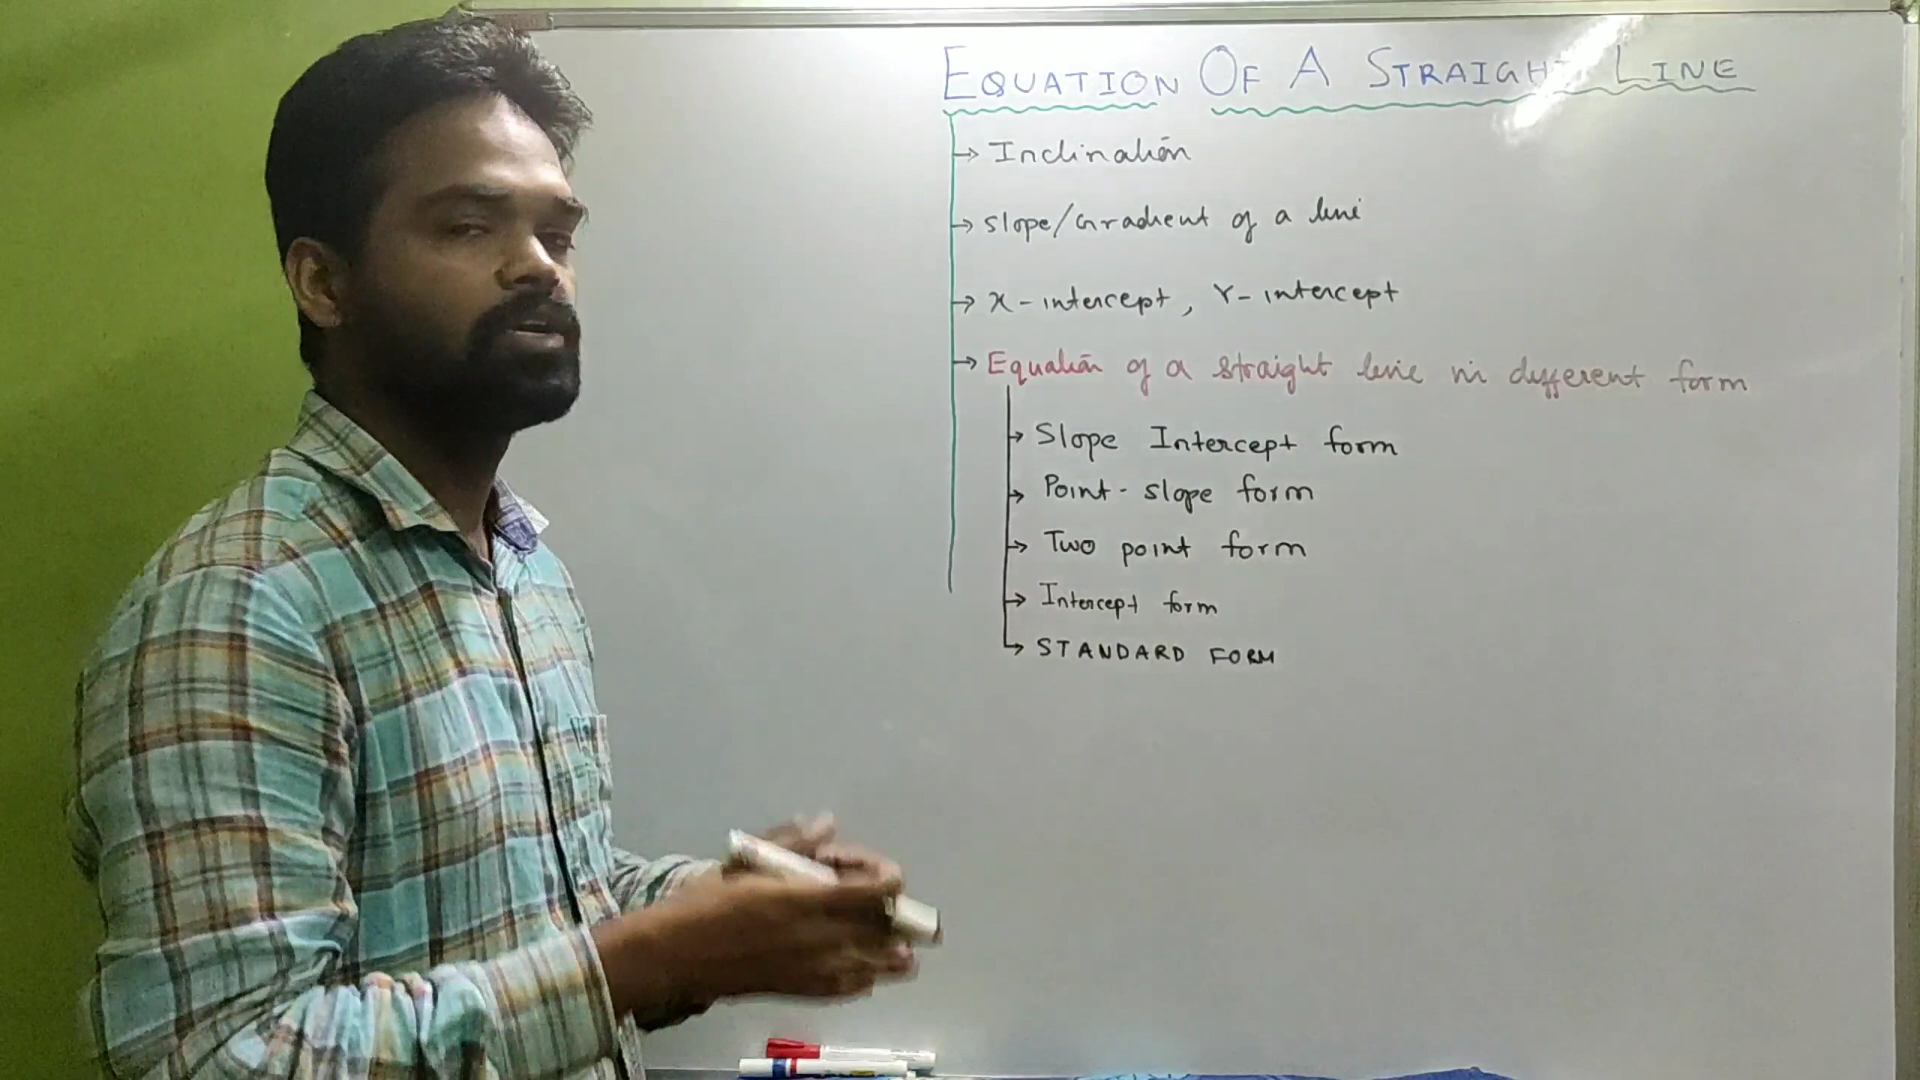 EQUATION OF A STRAIGHT LINE
→ Inclination
→ Slope/Gradient of a line
→ X-intercept, Y-intercept
→ Equation of a straight line in different form
→ Slope Intercept form
→ Point-slope form
→ Two point form
→ Intercept form
→ STANDARD FORM